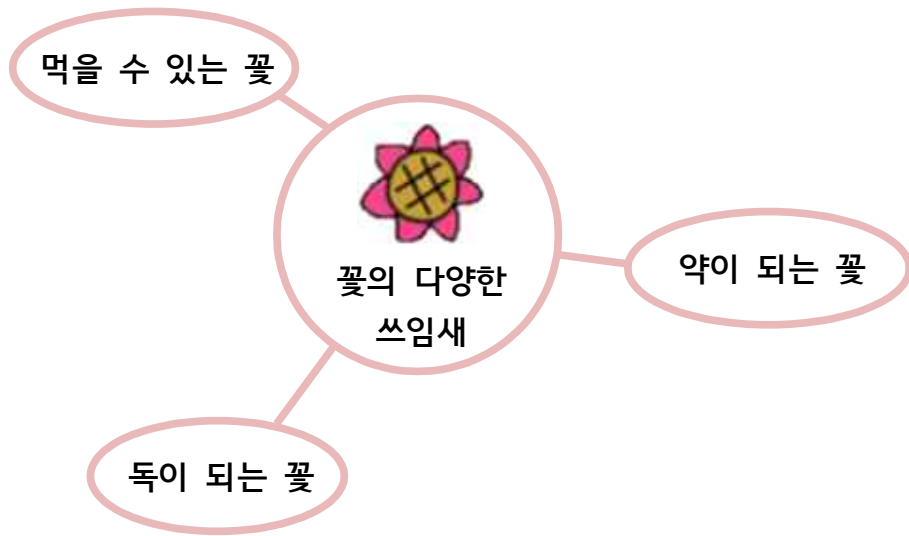 먹을 수 있는 꽃
꽃의 다양한
쓰임새
약이 되는 꽃
독이 되는 꽃